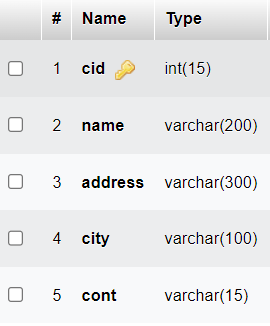 # Name Type
1 cid int(15)
2 name varchar(200)
3 address varchar(300)
4 city varchar(100)
5 cont varchar(15)